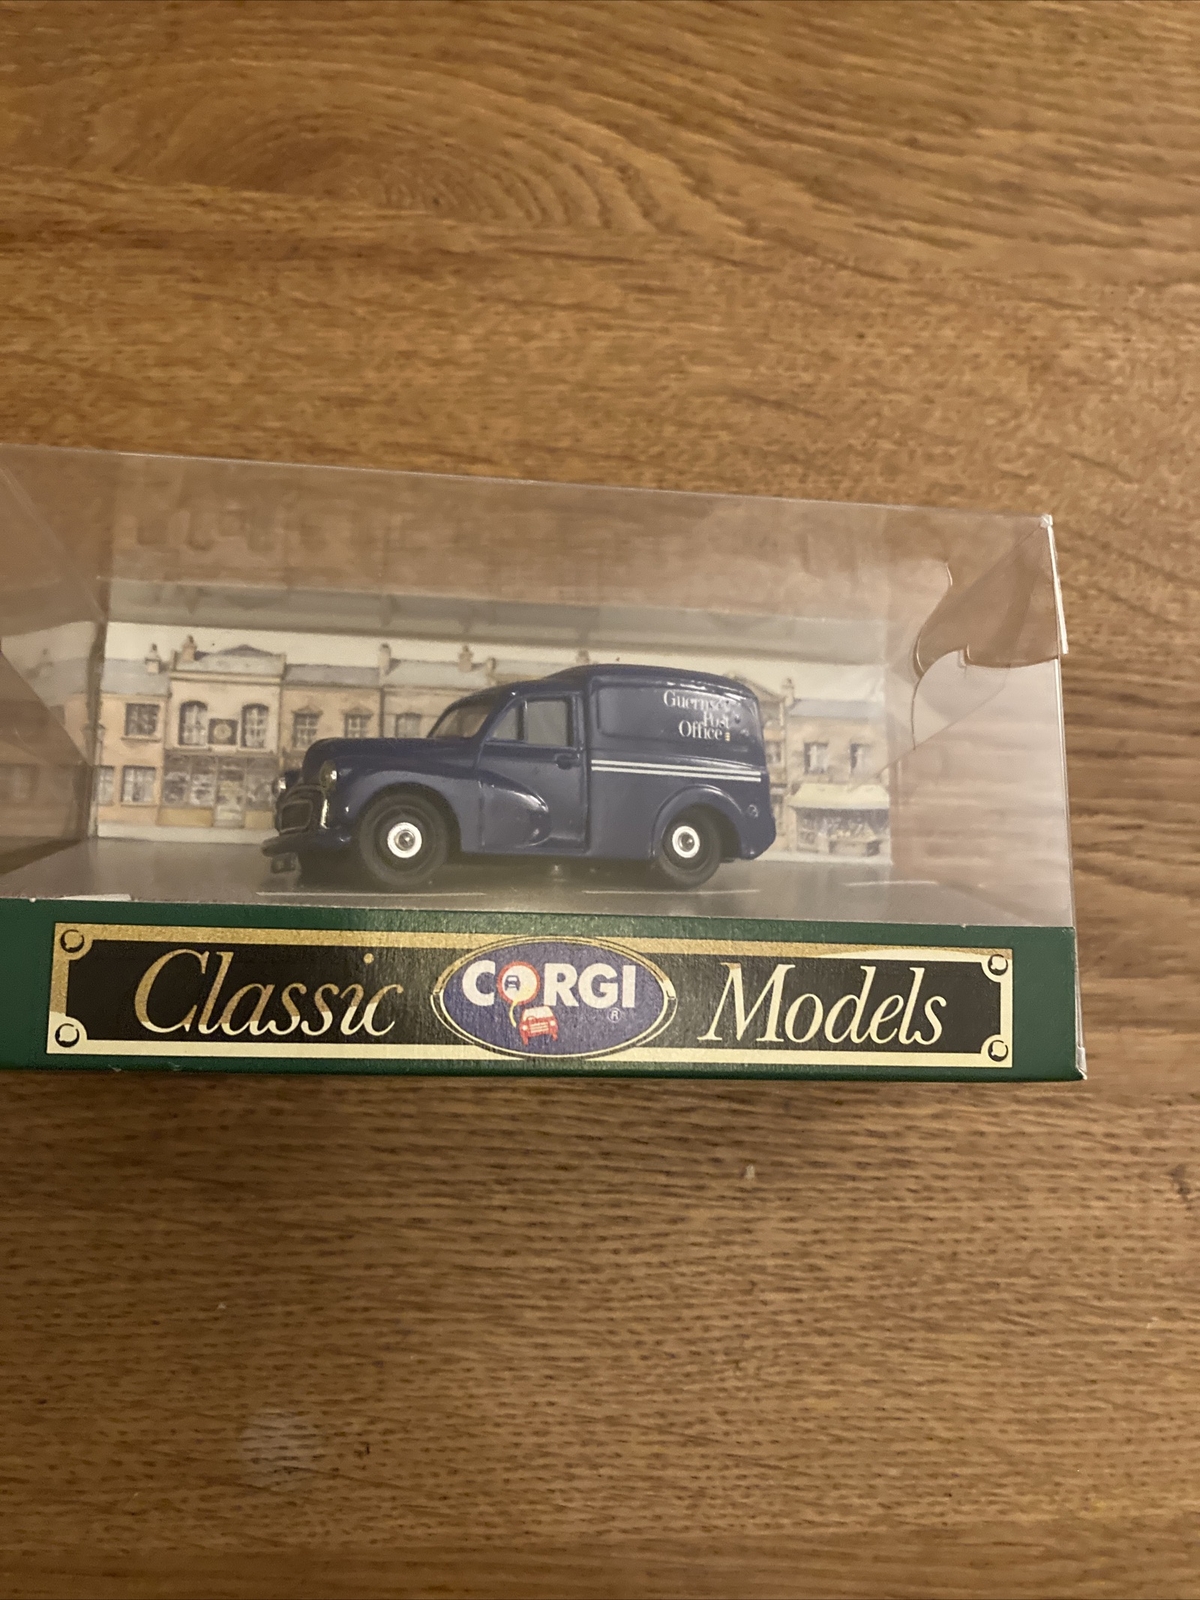 Guernsey
Post
Office
Classic CORGI® Models